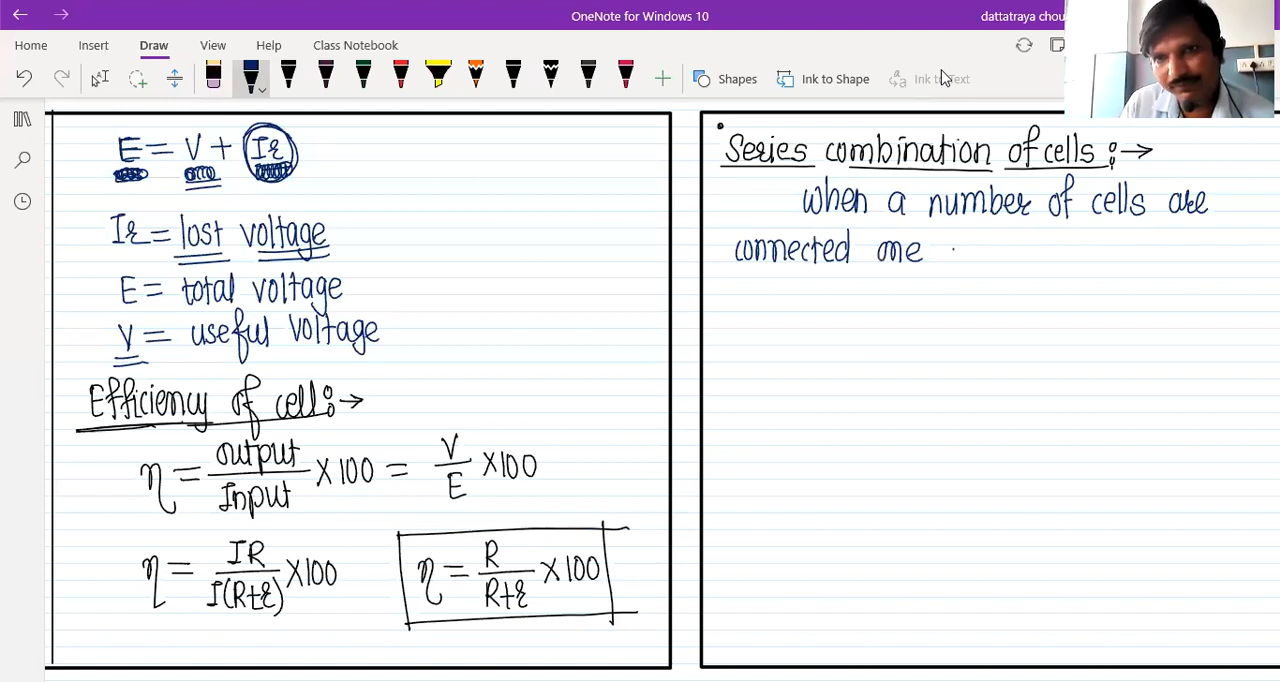 OneNote for Windows 10
dattatraya chou
Home Insert Draw View Help Class Notebook
Shapes Ink to Shape Ink to Text
E = V + Ir
Ir = lost voltage
E = total voltage
V = useful voltage
Efficiency of cell:→
η = output/Input × 100 = V/E × 100
η = IR/I(R+r) × 100 η = R/R+r × 100
Series combination of cells :→
when a number of cells are
connected one